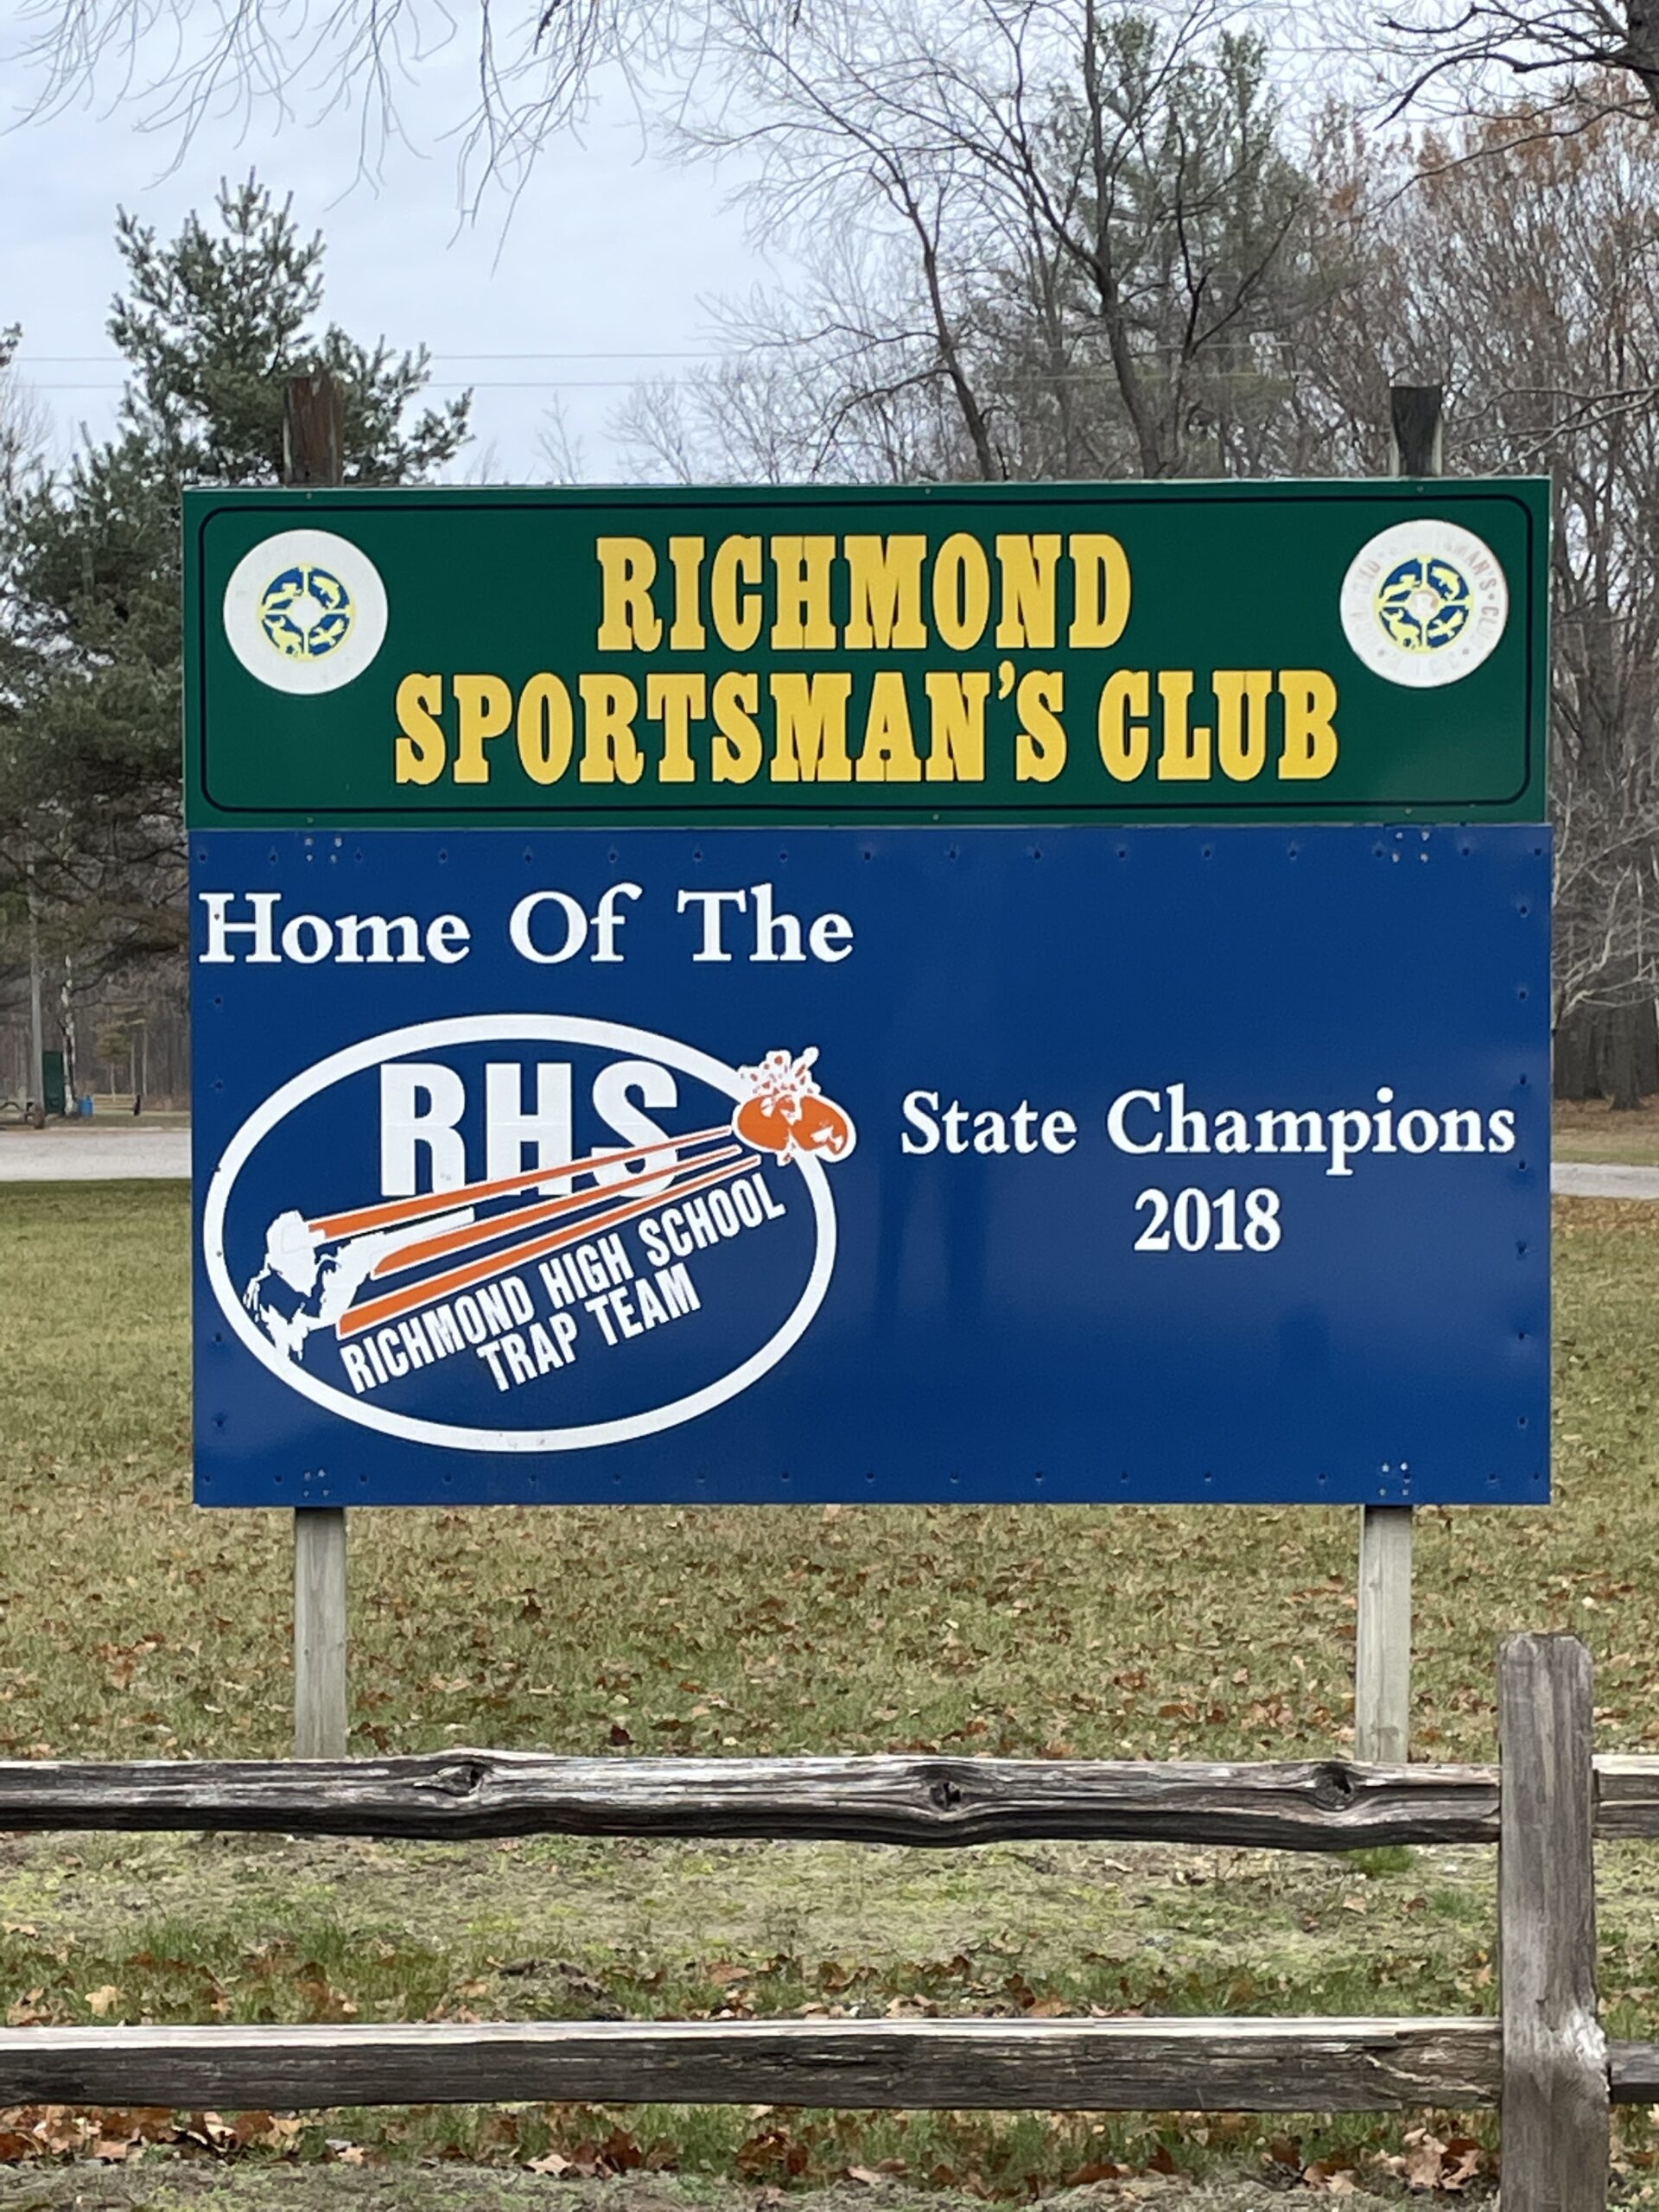 RICHMOND
SPORTSMAN'S CLUB
Home Of The
RHS
RICHMOND HIGH SCHOOL
TRAP TEAM
State Champions
2018